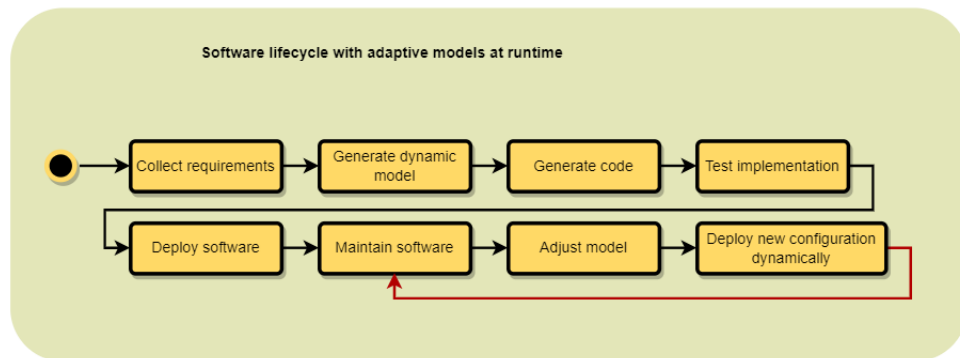 Software lifecycle with adaptive models at runtime
Collect requirements
Generate dynamic
model
Generate code
Test implementation
Deploy software
Maintain software
Adjust model
Deploy new configuration
dynamically